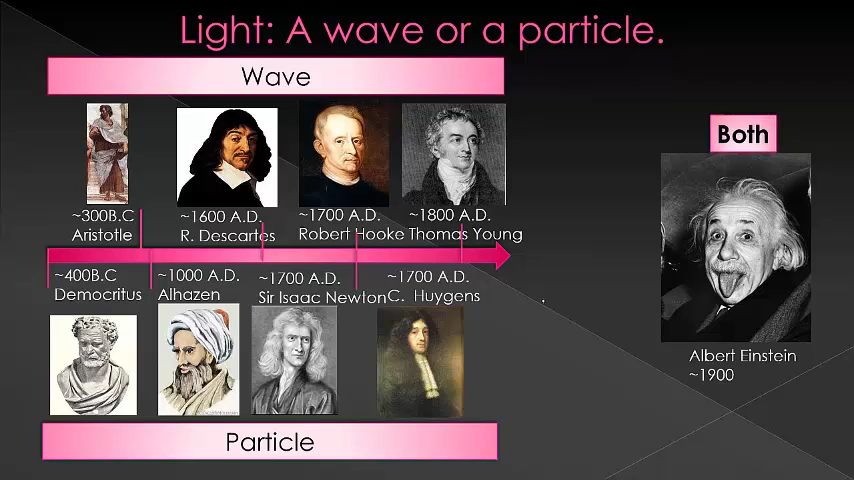 Light: A wave or a particle.
Wave
Both
~300B.C
Aristotle
~1600 A.D.
R. Descartes
~1700 A.D.
Robert Hooke
~1800 A.D.
Thomas Young
~400B.C
Democritus
~1000 A.D.
Alhazen
~1700 A.D.
Sir Isaac Newton
~1700 A.D.
C. Huygens
Albert Einstein
~1900
Particle